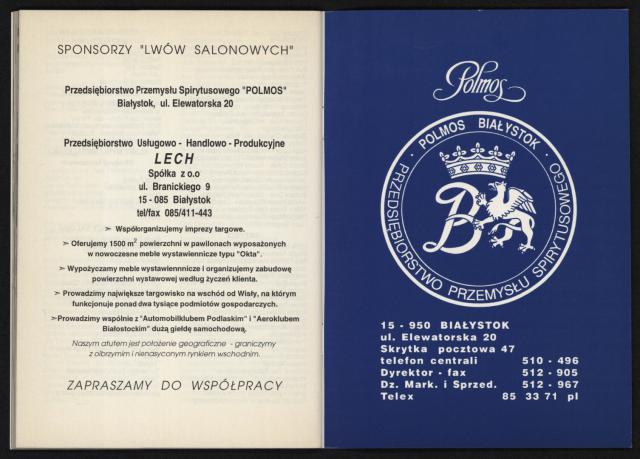 SPONSORZY "LWÓW SALONOWYCH"
Przedsiębiorstwo Przemysłu Spirytusowego "POLMOS"
Białystok, ul. Elewatorska 20
Przedsiębiorstwo Usługowo - Handlowo - Produkcyjne
LECH
Spółka z o.o
ul. Branickiego 9
15 - 085 Białystok
tel/fax 085/411-443
➣ Współorganizujemy imprezy targowe.
➣ Oferujemy 1500 m² powierzchni w pawilonach wyposażonych
w nowoczesne meble wystawiennicze typu "Okta".
➣ Wypożyczamy meble wystawiennnicze i organizujemy zabudowę
powierzchni wystawowej według życzeń klienta.
➣ Prowadzimy największe targowisko na wschód od Wisły, na którym
funkcjonuje ponad dwa tysiące podmiotów gospodarczych.
➣Prowadzimy wspólnie z "Automobilklubem Podlaskim" i "Aeroklubem
Białostockim" dużą giełdę samochodową.
Naszym atutem jest położenie geograficzne - graniczymy
z olbrzymim i nienasyconym rynkiem wschodnim.
ZAPRASZAMY DO WSPÓŁPRACY
Polmos
· POLMOS BIAŁYSTOK ·
PRZEDSIĘBIORSTWO PRZEMYSŁU SPIRYTUSOWEGO
B
15 - 950 BIAŁYSTOK
ul. Elewatorska 20
Skrytka pocztowa 47
telefon centrali 510 - 496
Dyrektor - fax 512 - 905
Dz. Mark. i Sprzed. 512 - 967
Telex 85 33 71 pl